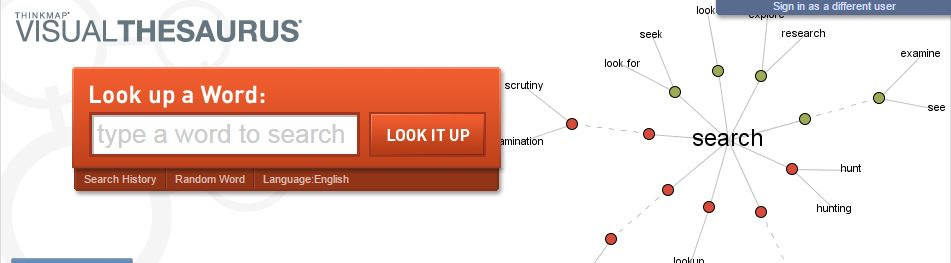 THINKMAP®
VISUALTHESAURUS®
Sign in as a different user
Look up a Word:
type a word to search
LOOK IT UP
Search History
Random Word
Language:English
look
explore
seek
research
look for
examine
scrutiny
see
amination
search
hunt
hunting
lookup